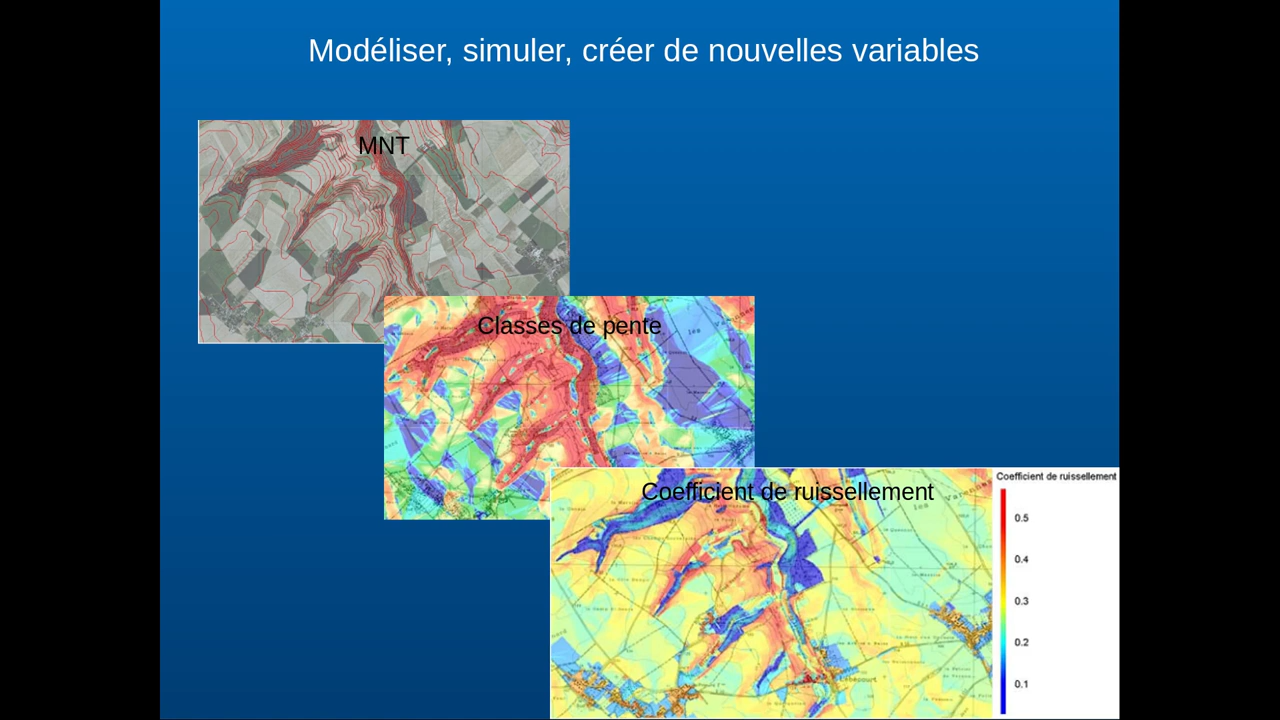 Modéliser, simuler, créer de nouvelles variables
MNT
Classes de pente
Coefficient de ruissellement
Coefficient de ruissellement
0.5
0.4
0.3
0.2
0.1